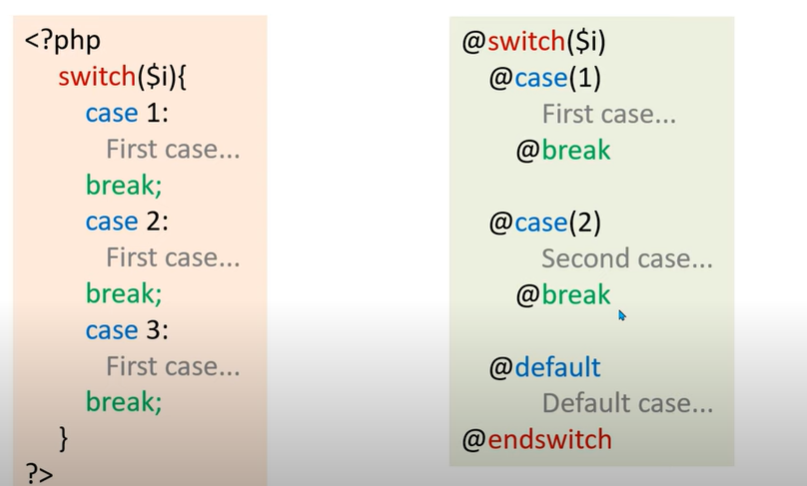 <?php
switch($i){
case 1:
First case...
break;
case 2:
First case...
break;
case 3:
First case...
break;
}
?>
@switch($i)
@case(1)
First case...
@break
@case(2)
Second case...
@break
@default
Default case...
@endswitch